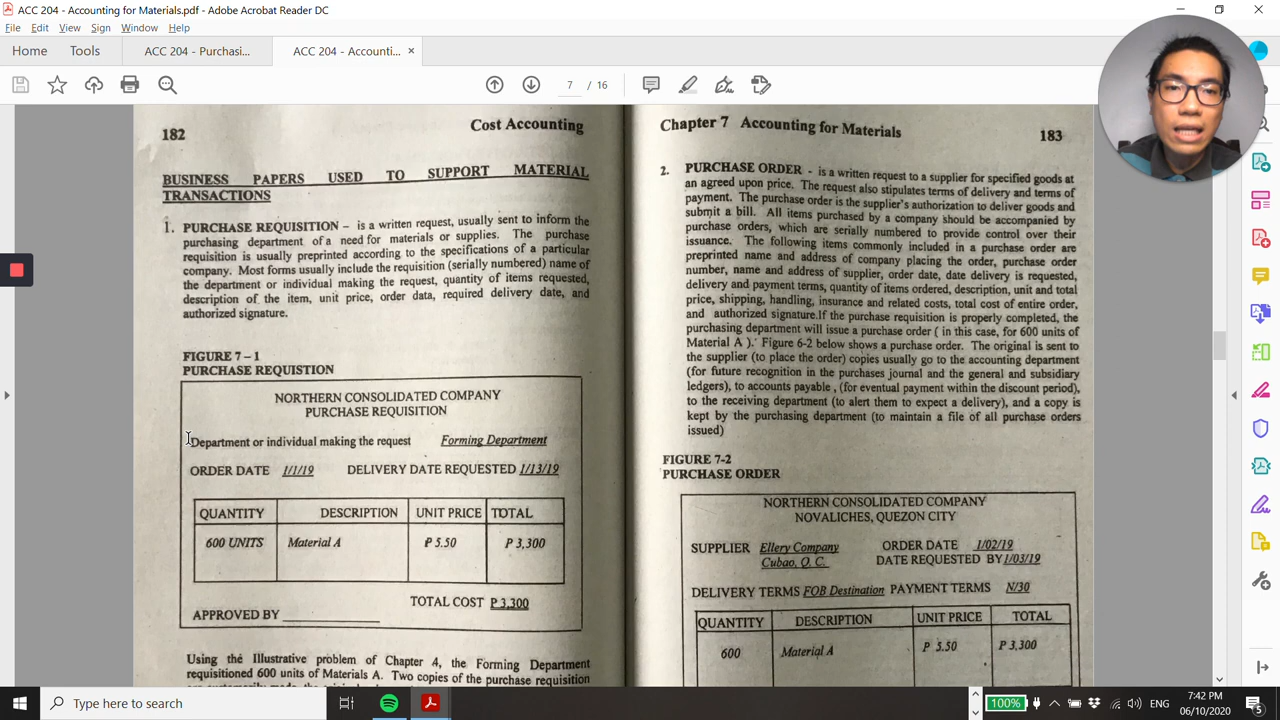 ACC 204 - Accounting for Materials.pdf - Adobe Acrobat Reader DC
File Edit View Sign Window Help
Home Tools ACC 204 - Purchasi... ACC 204 - Accounti... ×
7 / 16
182 Cost Accounting
BUSINESS PAPERS USED TO SUPPORT MATERIAL
TRANSACTIONS
1. PURCHASE REQUISITION – is a written request, usually sent to inform the
purchasing department of a need for materials or supplies. The purchase
requisition is usually preprinted according to the specifications of a particular
company. Most forms usually include the requisition (serially numbered) name of
the department or individual making the request, quantity of items requested,
description of the item, unit price, order data, required delivery date, and
authorized signature.
FIGURE 7 – 1
PURCHASE REQUISTION
NORTHERN CONSOLIDATED COMPANY
PURCHASE REQUISITION
Department or individual making the request Forming Department
ORDER DATE 1/1/19 DELIVERY DATE REQUESTED 1/13/19
QUANTITY DESCRIPTION UNIT PRICE TOTAL
600 UNITS Material A ₱ 5.50 ₱ 3,300
TOTAL COST ₱ 3,300
APPROVED BY
Using the Illustrative problem of Chapter 4, the Forming Department
requisitioned 600 units of Materials A. Two copies of the purchase requisition
Chapter 7 Accounting for Materials 183
2. PURCHASE ORDER - is a written request to a supplier for specified goods at
an agreed upon price. The request also stipulates terms of delivery and terms of
payment. The purchase order is the supplier's authorization to deliver goods and
submit a bill. All items purchased by a company should be accompanied by
purchase orders, which are serially numbered to provide control over their
issuance. The following items commonly included in a purchase order are
preprinted name and address of company placing the order, purchase order
number, name and address of supplier, order date, date delivery is requested,
delivery and payment terms, quantity of items ordered, description, unit and total
price, shipping, handling, insurance and related costs, total cost of entire order,
and authorized signature.If the purchase requisition is properly completed, the
purchasing department will issue a purchase order ( in this case, for 600 units of
Material A ). Figure 6-2 below shows a purchase order. The original is sent to
the supplier (to place the order) copies usually go to the accounting department
(for future recognition in the purchases journal and the general and subsidiary
ledgers), to accounts payable , (for eventual payment within the discount period),
to the receiving department (to alert them to expect a delivery), and a copy is
kept by the purchasing department (to maintain a file of all purchase orders
issued)
FIGURE 7-2
PURCHASE ORDER
NORTHERN CONSOLIDATED COMPANY
NOVALICHES, QUEZON CITY
SUPPLIER Ellery Company ORDER DATE 1/02/19
Cubao, Q. C. DATE REQUESTED BY 1/03/19
DELIVERY TERMS FOB Destination PAYMENT TERMS N/30
QUANTITY DESCRIPTION UNIT PRICE TOTAL
600 Material A P 5.50 P 3,300
Type here to search
100%
ENG
7:42 PM
06/10/2020
5